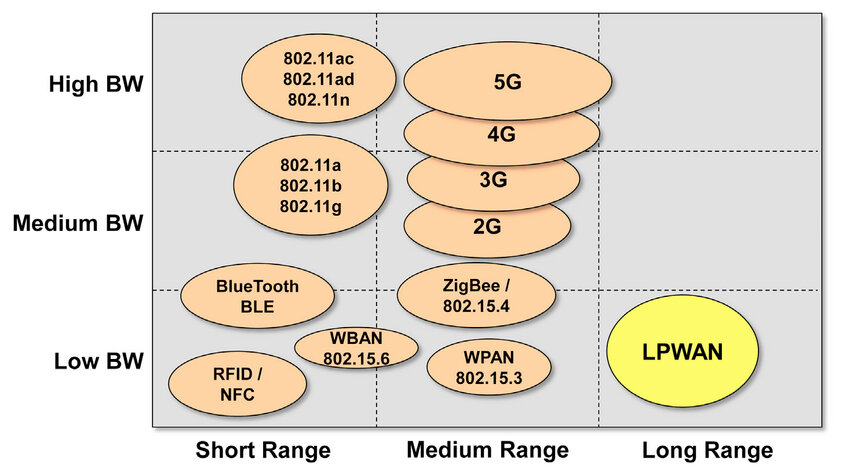 High BW
802.11ac
802.11ad
802.11n
5G
4G
Medium BW
802.11a
802.11b
802.11g
3G
2G
Low BW
BlueTooth
BLE
ZigBee /
802.15.4
WBAN
802.15.6
RFID /
NFC
WPAN
802.15.3
LPWAN
Short Range
Medium Range
Long Range